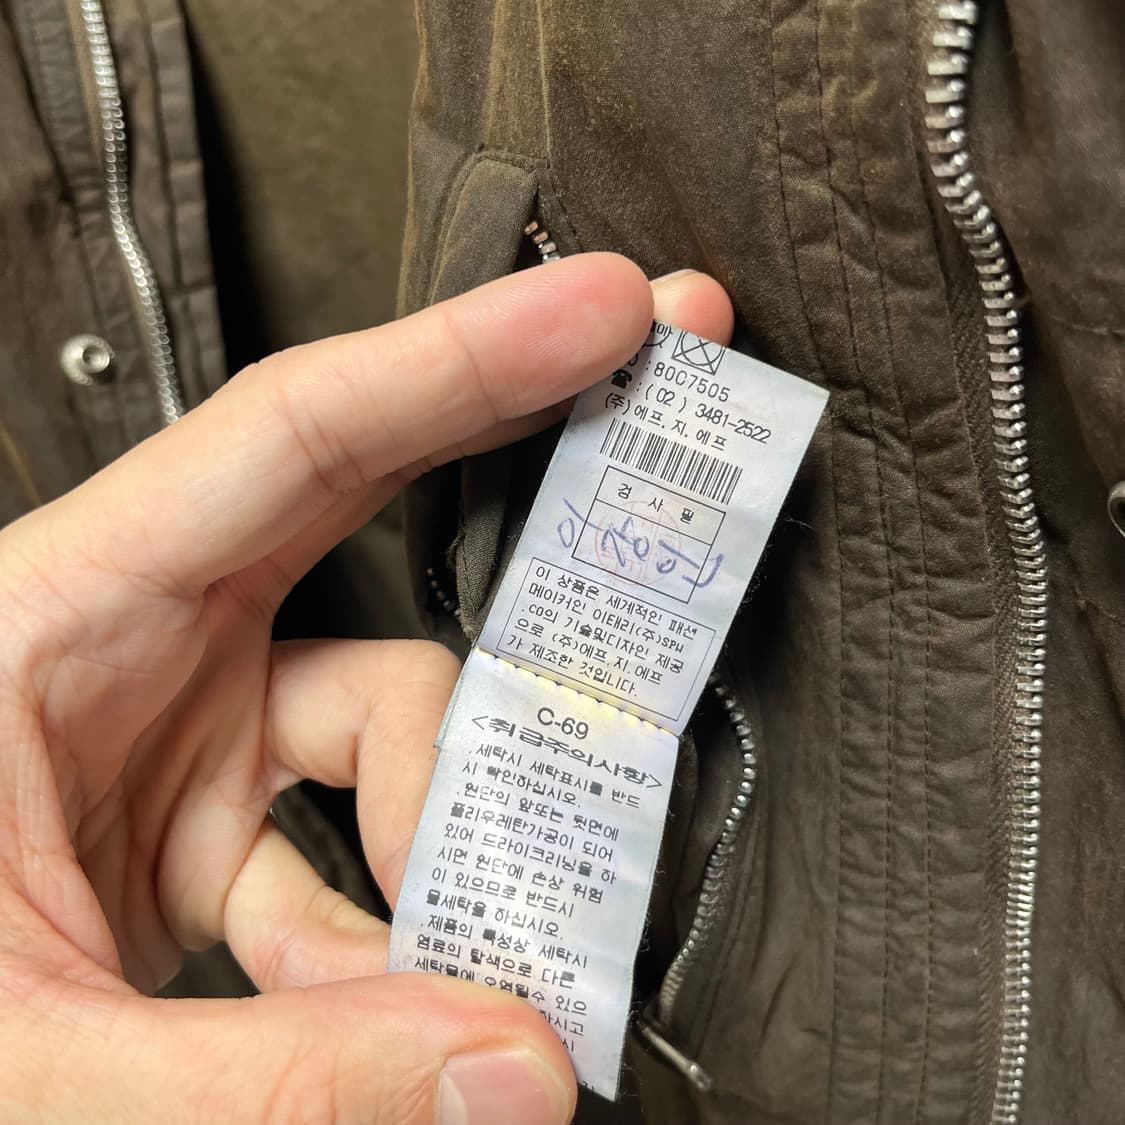 : 80C7505
☎ : ( 02 ) 3481-2522
(주)에프.지.에프
검 사 필
이 상품은 세계적인 패션
메이커인 이태리(주)SPW
.CO의 기술및디자인 제공
으로 (주)에프.지.에프
가 제조한 것입니다.
C-69
<취급주의사항>
.세탁시 세탁표시를 반드
시 확인하십시오.
.원단의 앞또는 뒷면에
폴리우레탄가공이 되어
있어 드라이크리닝을 하
시면 원단에 손상 위험
이 있으므로 반드시
물세탁을 하십시오.
.제품의 특성상 세탁시
염료의 탈색으로 다른
세탁물에 오염될수 있으
하시고
시